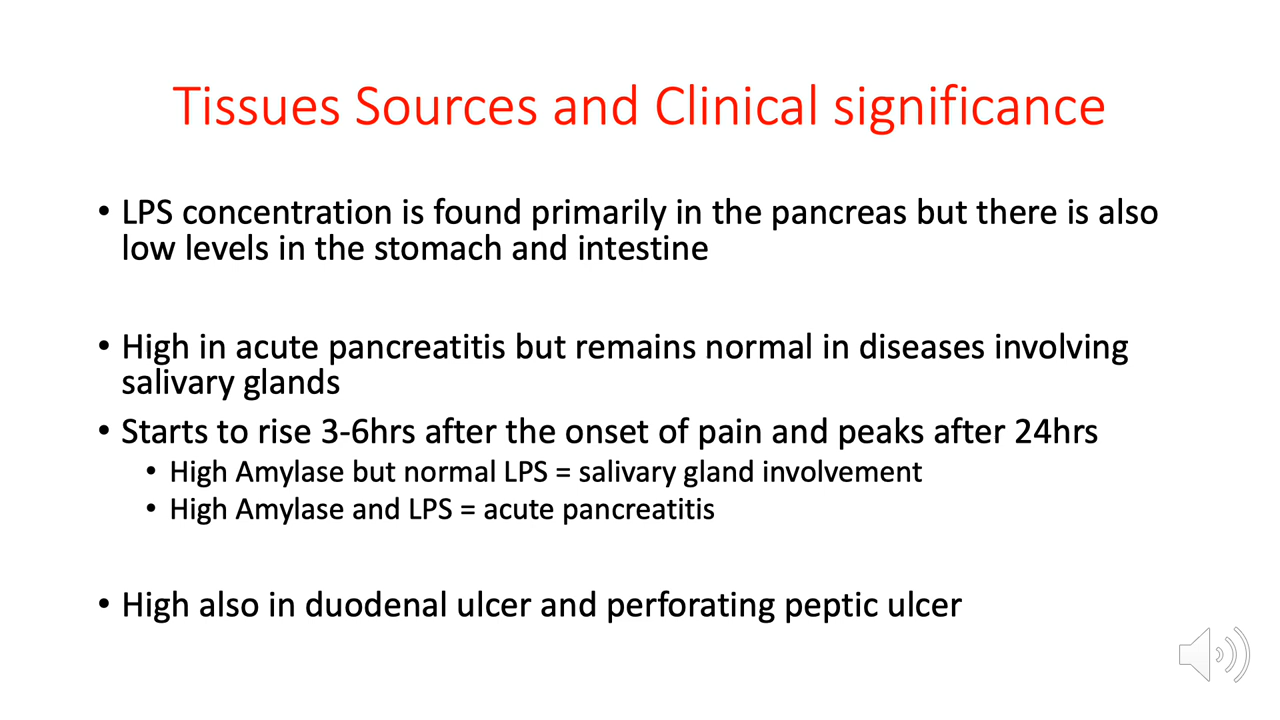 Tissues Sources and Clinical significance
• LPS concentration is found primarily in the pancreas but there is also
low levels in the stomach and intestine
• High in acute pancreatitis but remains normal in diseases involving
salivary glands
• Starts to rise 3-6hrs after the onset of pain and peaks after 24hrs
• High Amylase but normal LPS = salivary gland involvement
• High Amylase and LPS = acute pancreatitis
• High also in duodenal ulcer and perforating peptic ulcer